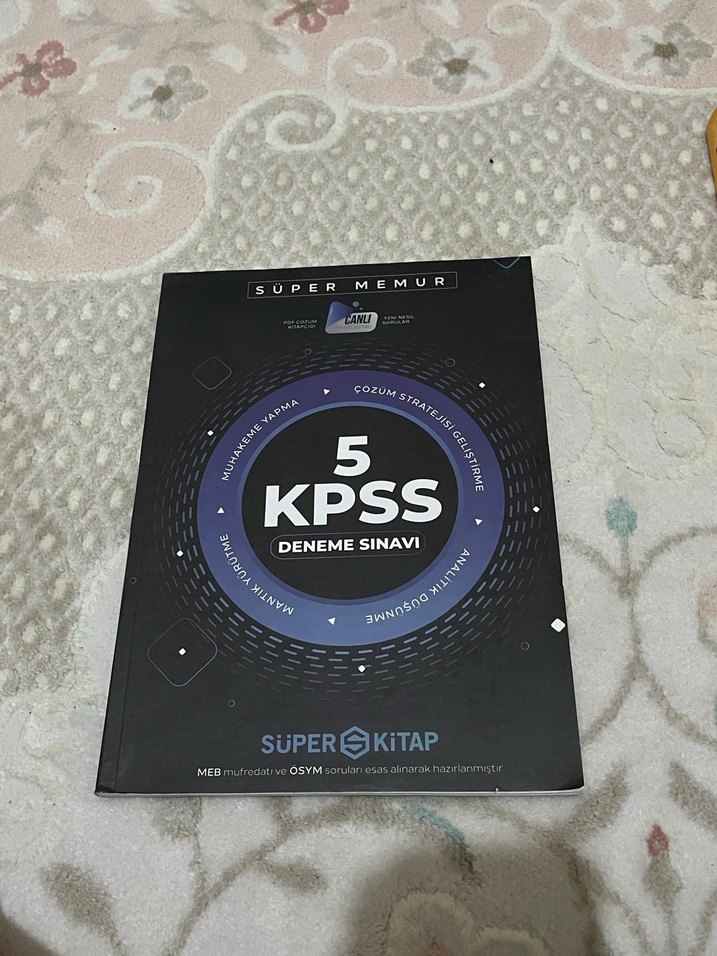 SÜPER MEMUR
PDF ÇÖZÜM
KİTAPÇIĞI
CANLI
YENİ NESİL
SORULAR
MUHAKEME YAPMA
ÇÖZÜM STRATEJİSİ GELİŞTİRME
5
KPSS
DENEME SINAVI
MANTIK YÜRÜTME
ANALİTİK DÜŞÜNME
SÜPER KİTAP
MEB müfredatı ve ÖSYM soruları esas alınarak hazırlanmıştır.